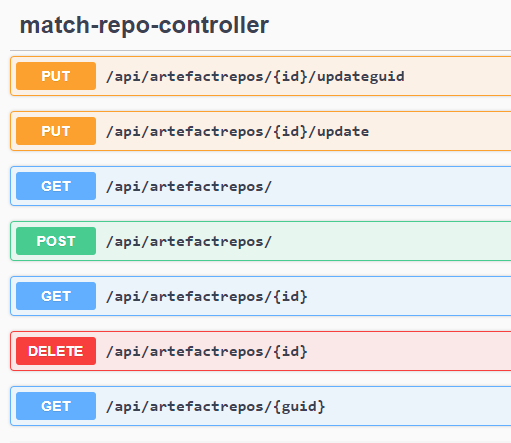 match-repo-controller
PUT /api/artefactrepos/{id}/updateguid
PUT /api/artefactrepos/{id}/update
GET /api/artefactrepos/
POST /api/artefactrepos/
GET /api/artefactrepos/{id}
DELETE /api/artefactrepos/{id}
GET /api/artefactrepos/{guid}